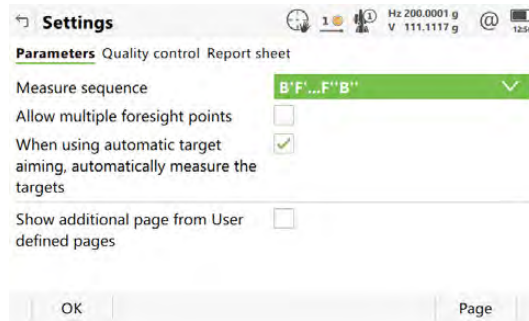 Settings
1
1
Hz 200.0001 g
V 111.1117 g
@
Parameters Quality control Report sheet
Measure sequence
B'F'...F''B''
Allow multiple foresight points
When using automatic target
aiming, automatically measure the
targets
Show additional page from User
defined pages
OK
Page